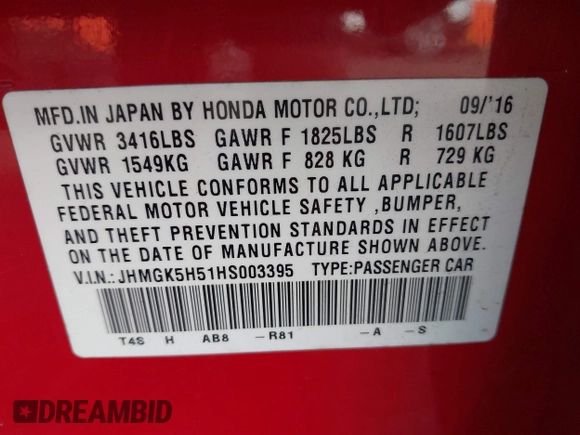 MFD.IN JAPAN BY HONDA MOTOR CO.,LTD; 09/'16
GVWR 3416LBS GAWR F 1825LBS R 1607LBS
GVWR 1549KG GAWR F 828 KG R 729 KG
THIS VEHICLE CONFORMS TO ALL APPLICABLE
FEDERAL MOTOR VEHICLE SAFETY ,BUMPER,
AND THEFT PREVENTION STANDARDS IN EFFECT
ON THE DATE OF MANUFACTURE SHOWN ABOVE.
V.I.N.: JHMGK5H51HS003395 TYPE:PASSENGER CAR
T4S H AB8 -R81 -A -S
DREAMBID